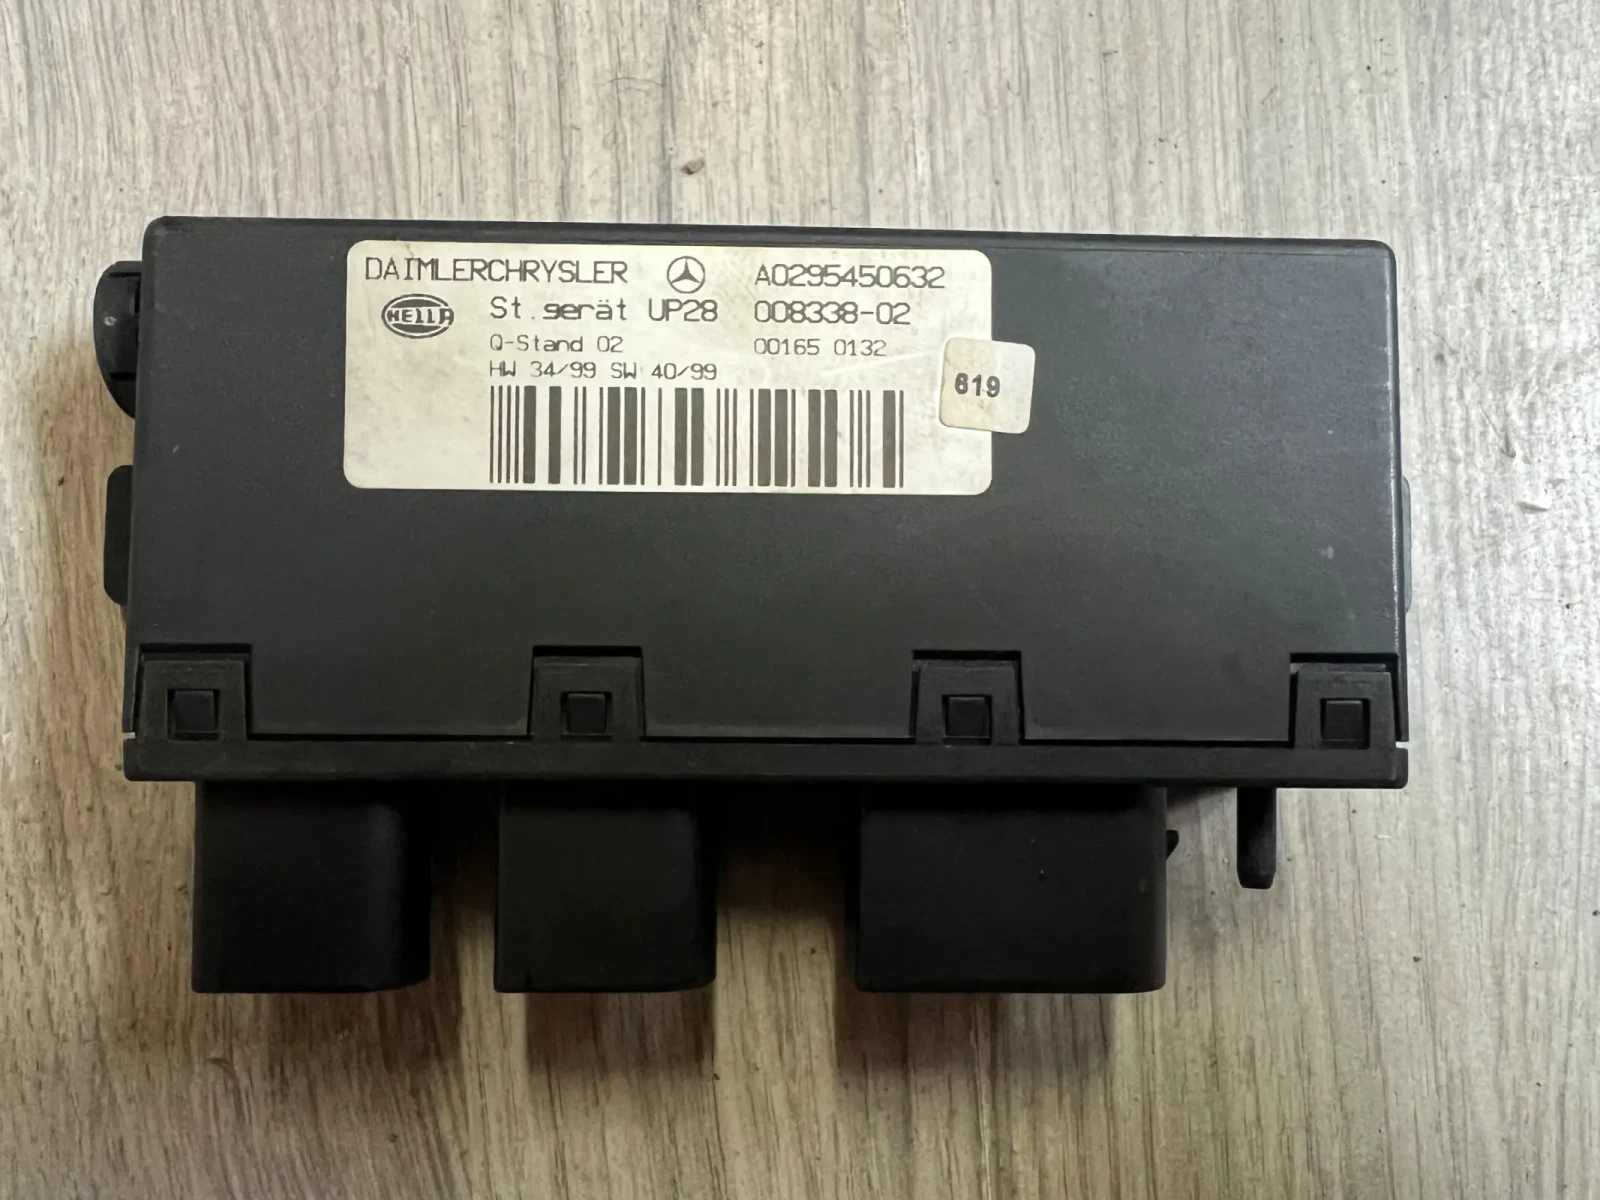 DAIMLERCHRYSLER A0295450632
HELLA St.gerät UP28 008338-02
Q-Stand 02 00165 0132
HW 34/99 SW 40/99
619